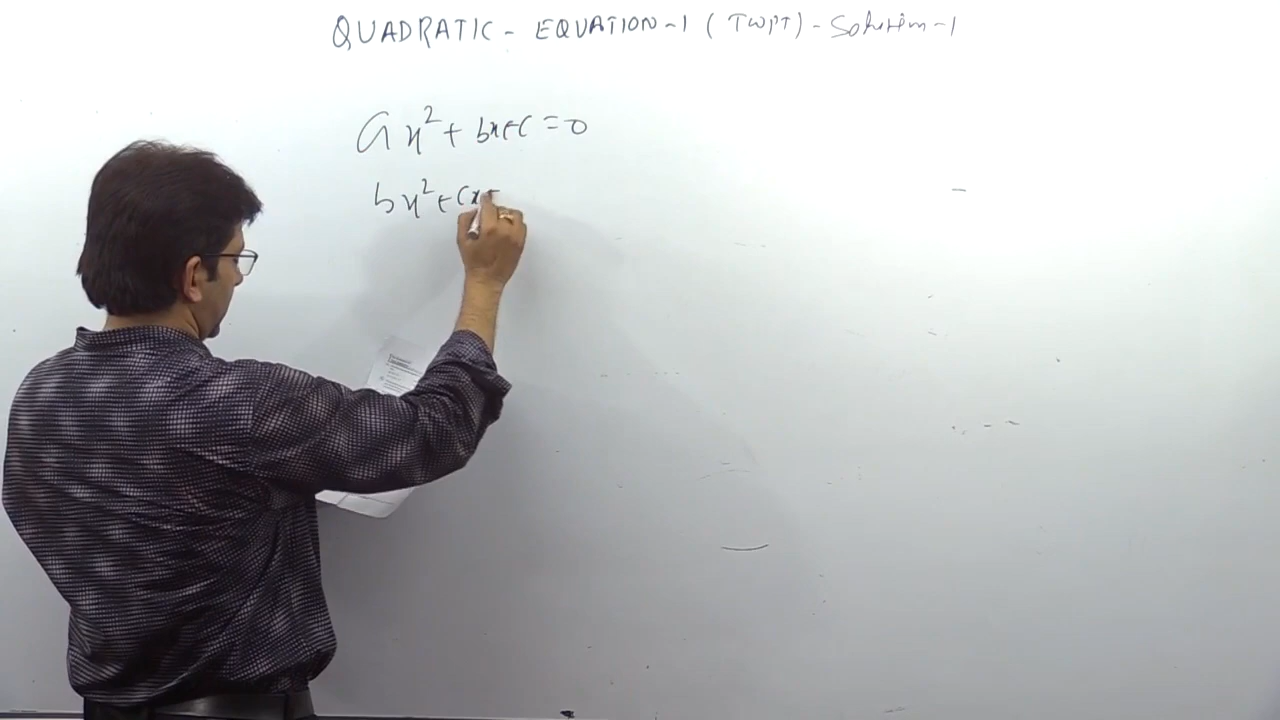 QUADRATIC - EQUATION-1 (TWPT) - Solution-1
ax² + bx+c = 0
bx² + cx